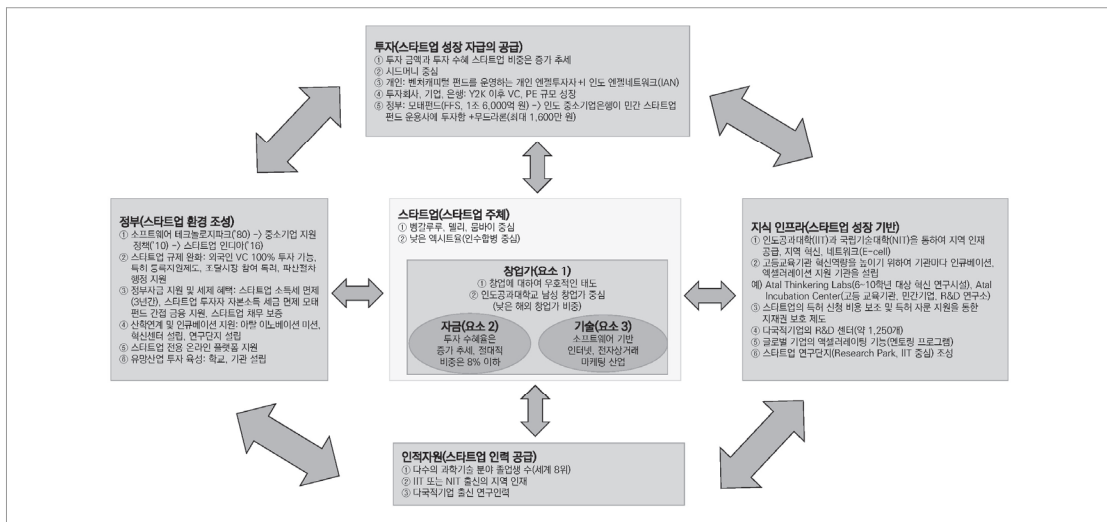 투자(스타트업 성장 자급의 공급)
① 투자 금액과 투자 수혜 스타트업 비중은 증가 추세
② 시드머니 중심
③ 개인: 벤처캐피털 펀드를 운영하는 개인 엔젤투자자+I 인도 엔젤네트워크(IAN)
④ 투자회사, 기업, 은행: Y2K 이후 VC, PE 규모 성장
⑤ 정부: 모태펀드(FFS, 1조 6,000억 원) -> 인도 중소기업은행이 민간 스타트업
펀드 운용사에 투자함 +무드라론(최대 1,600만 원)
정부(스타트업 환경 조성)
① 소프트웨어 테크놀로지파크('80) -> 중소기업 지원
정책('10) -> 스타트업 인디아('16)
② 스타트업 규제 완화: 외국인 VC 100% 투자 가능,
특허 등록지원제도, 조달시장 참여 특혜, 파산절차
행정 지원
③ 정부자금 지원 및 세제 혜택: 스타트업 소득세 면제
(3년간), 스타트업 투자자 자본소득 세금 면제 모태
펀드 간접 금융 지원, 스타트업 채무 보증
④ 산학연계 및 인큐베이션 지원: 아탈 이노베이션 미션,
혁신센터 설립, 연구단지 설립
⑤ 스타트업 전용 온라인 플랫폼 지원
⑥ 유망산업 투자 육성: 학교, 기관 설립
스타트업(스타트업 주체)
① 벵갈루루, 델리, 뭄바이 중심
② 낮은 엑시트율(인수합병 중심)
창업가(요소 1)
① 창업에 대하여 우호적인 태도
② 인도공과대학교 남성 창업가 중심
(낮은 해외 창업가 비중)
자금(요소 2)
투자 수혜율은
증가 추세, 절대적
비중은 8% 이하
기술(요소 3)
소프트웨어 기반
인터넷, 전자상거래
마케팅 산업
지식 인프라(스타트업 성장 기반)
① 인도공과대학(IIT)과 국립기술대학(NIT)을 통하여 지역 인재
공급, 지역 혁신, 네트워크(E-cell)
② 고등교육기관 혁신역량을 높이기 위하여 기관마다 인큐베이션,
엑셀러레이션 지원 기관을 설립
예) Atal Thinkering Labs(6~10학년 대상 혁신 연구시설), Atal
Incubation Center(고등 교육기관, 민간기업, R&D 연구소)
③ 스타트업의 특허 신청 비용 보조 및 특허 자문 지원을 통한
지재권 보호 제도
④ 다국적기업의 R&D 센터(약 1,250개)
⑤ 글로벌 기업의 액셀러레이팅 기능(멘토링 프로그램)
⑥ 스타트업 연구단지(Research Park, IIT 중심) 조성
인적자원(스타트업 인력 공급)
① 다수의 과학기술 분야 졸업생 수(세계 8위)
② IIT 또는 NIT 출신의 지역 인재
③ 다국적기업 출신 연구인력